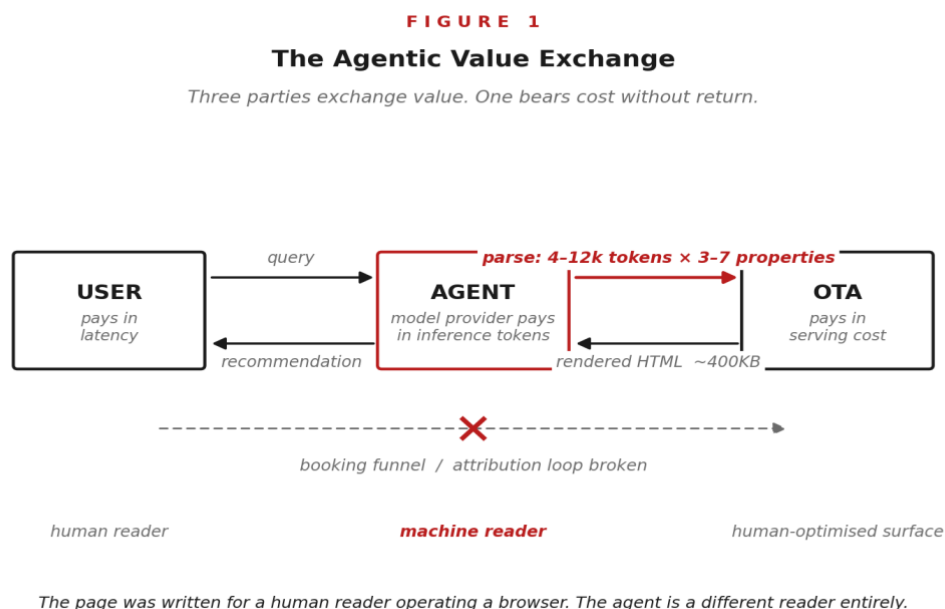 FIGURE 1
The Agentic Value Exchange
Three parties exchange value. One bears cost without return.
query
parse: 4–12k tokens × 3–7 properties
USER
AGENT
OTA
pays in
latency
model provider pays
in inference tokens
pays in
serving cost
recommendation
rendered HTML ~400KB
booking funnel / attribution loop broken
human reader
machine reader
human-optimised surface
The page was written for a human reader operating a browser. The agent is a different reader entirely.